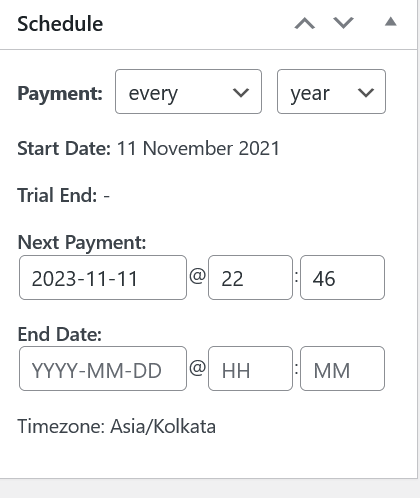 Schedule
Payment: every year
Start Date: 11 November 2021
Trial End: -
Next Payment:
2023-11-11 @ 22 : 46
End Date:
YYYY-MM-DD @ HH : MM
Timezone: Asia/Kolkata